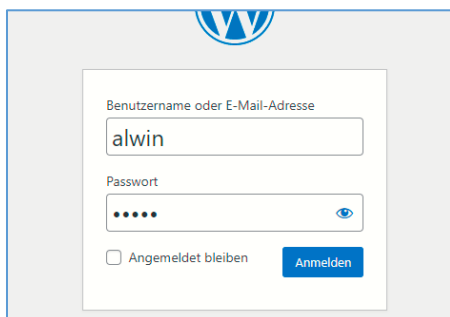 Benutzername oder E-Mail-Adresse
alwin
Passwort
•••••
Angemeldet bleiben
Anmelden